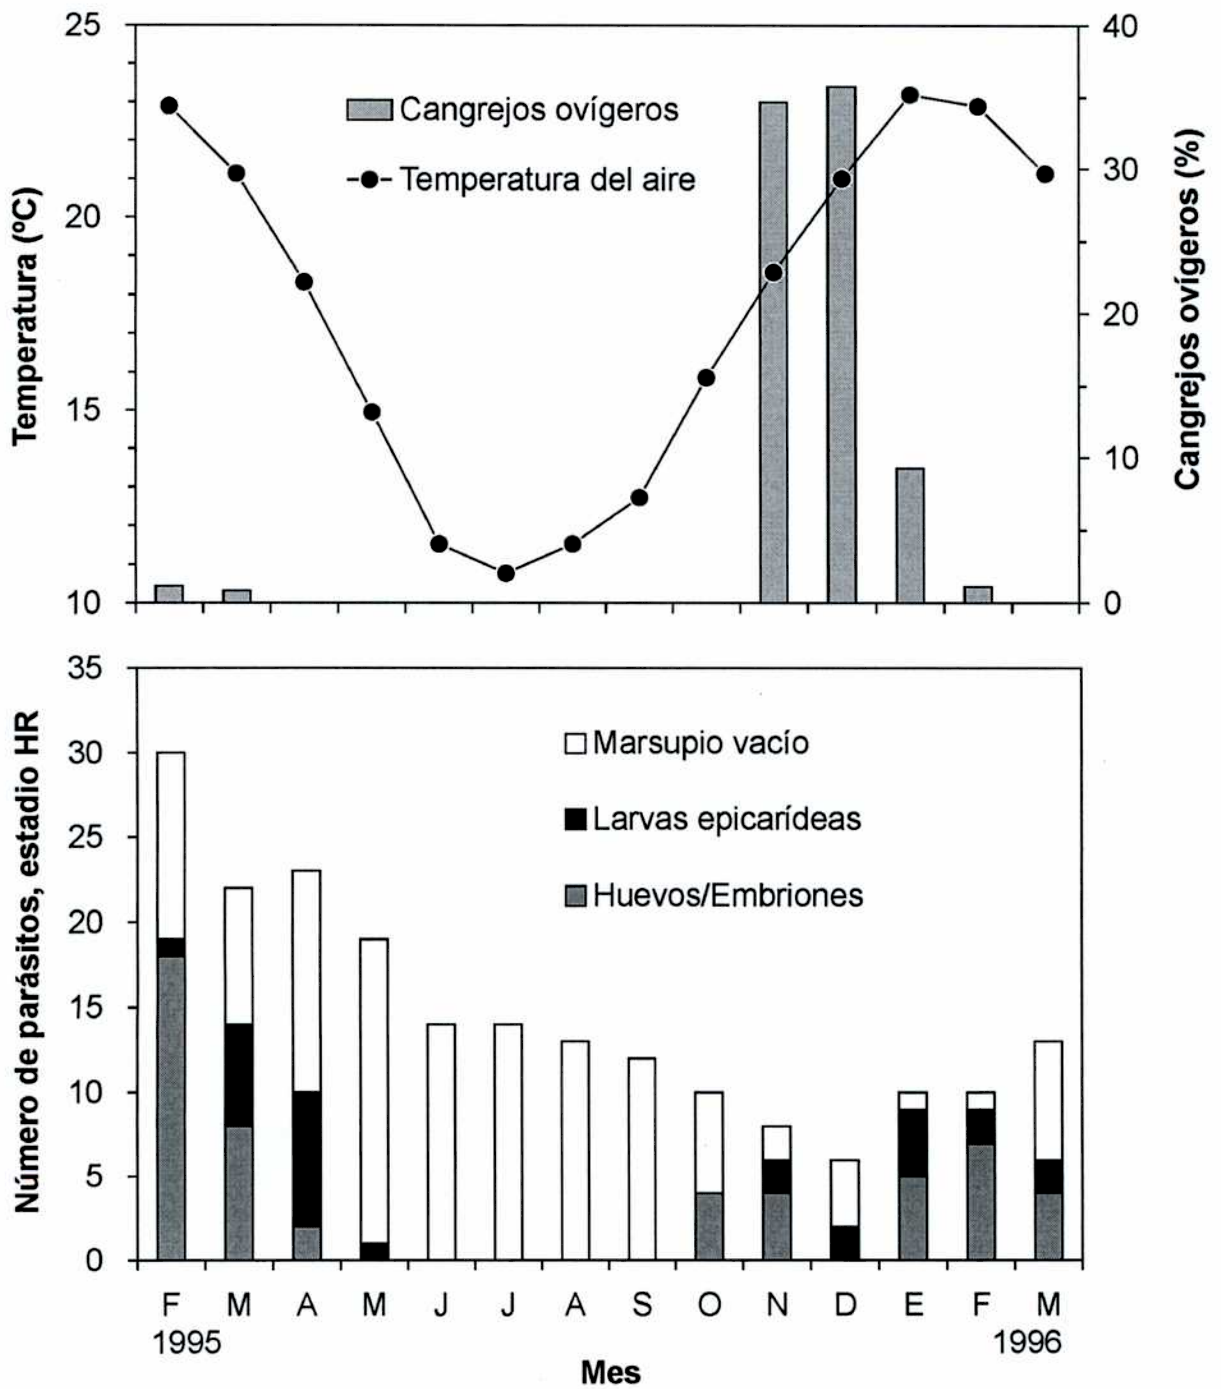 25
20
15
10
Temperatura (ºC)
Cangrejos ovígeros
Temperatura del aire
40
30
20
10
0
Cangrejos ovígeros (%)
35
30
25
20
15
10
5
0
Número de parásitos, estadio HR
Marsupio vacío
Larvas epicarídeas
Huevos/Embriones
F M A M J J A S O N D E F M
1995 1996
Mes